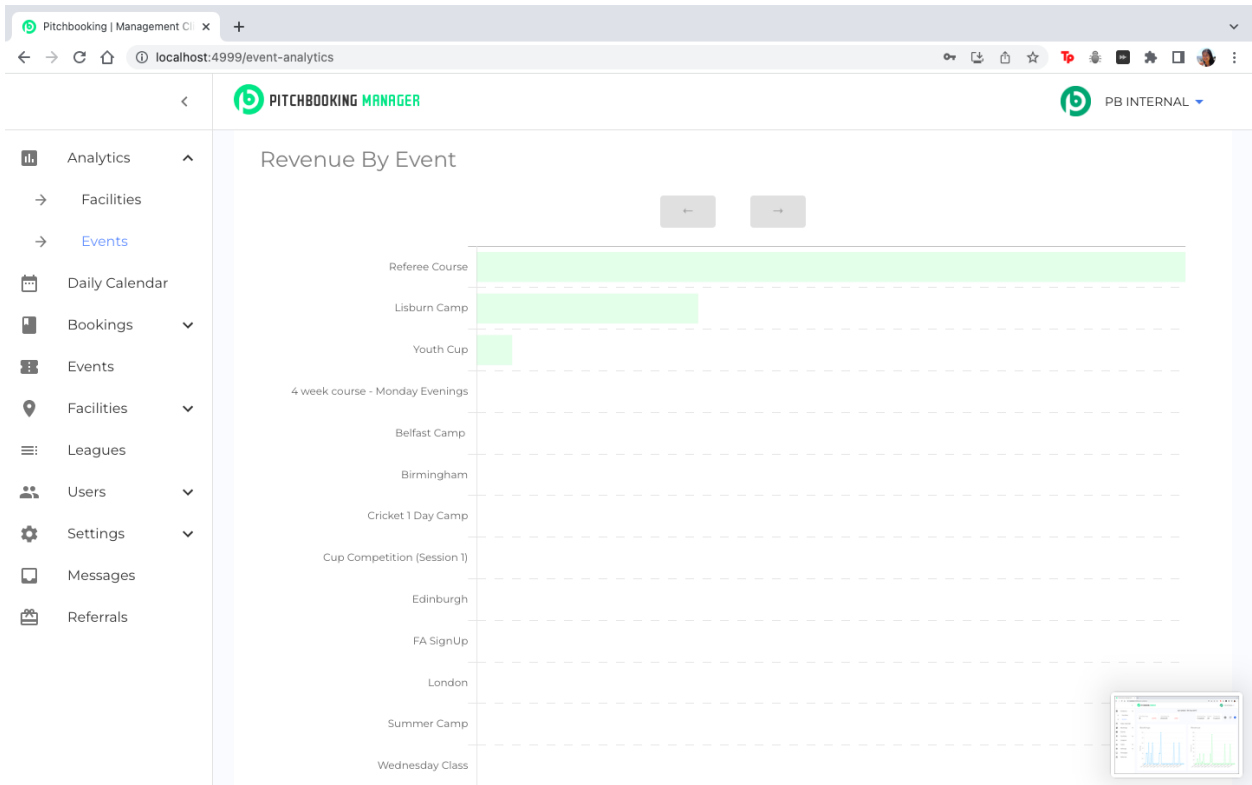 Pitchbooking | Management Cl
localhost:4999/event-analytics
PITCHBOOKING MANAGER
PB INTERNAL
Analytics
Facilities
Events
Daily Calendar
Bookings
Events
Facilities
Leagues
Users
Settings
Messages
Referrals
Revenue By Event
← →
Referee Course
Lisburn Camp
Youth Cup
4 week course - Monday Evenings
Belfast Camp
Birmingham
Cricket 1 Day Camp
Cup Competition (Session 1)
Edinburgh
FA SignUp
London
Summer Camp
Wednesday Class